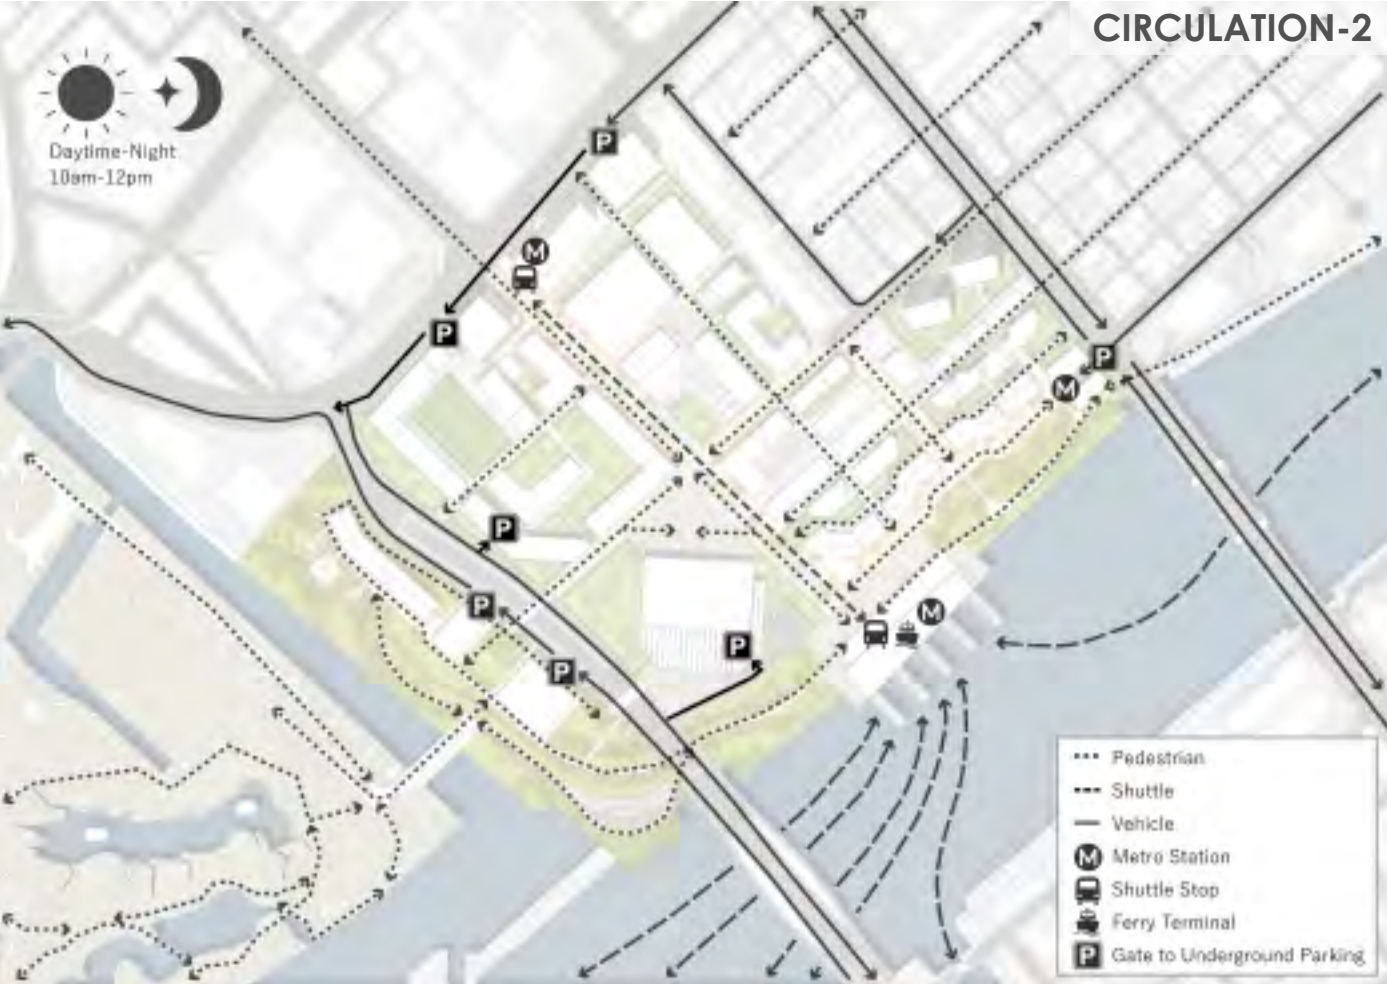 CIRCULATION-2
Daytime-Night
10am-12pm
P
M
P
P
M
P
P
M
P
P
Pedestrian
Shuttle
Vehicle
M Metro Station
Shuttle Stop
Ferry Terminal
P Gate to Underground Parking